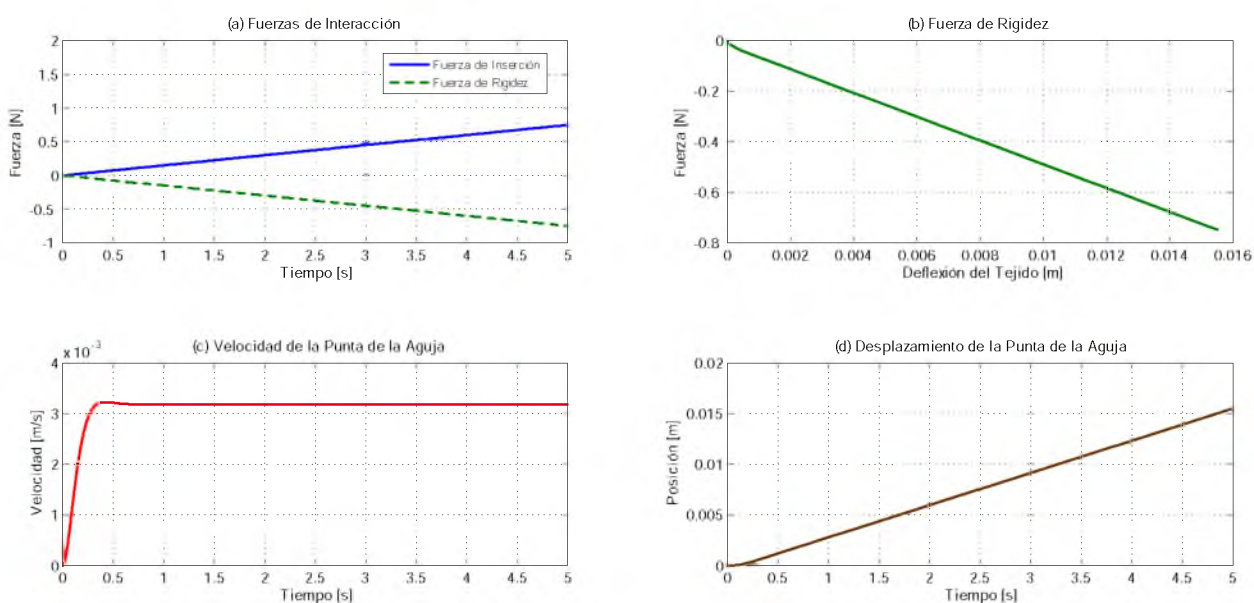 (a) Fuerzas de Interacción
2
1.5
1
0.5
0
-0.5
-1
Fuerza [N]
Fuerza de Inserción
Fuerza de Rigidez
0 0.5 1 1.5 2 2.5 3 3.5 4 4.5 5
Tiempo [s]
(b) Fuerza de Rigidez
0
-0.2
-0.4
-0.6
-0.8
Fuerza [N]
0 0.002 0.004 0.006 0.008 0.01 0.012 0.014 0.016
Deflexión del Tejido [m]
(c) Velocidad de la Punta de la Aguja
x 10⁻³
4
3
2
1
0
Velocidad [m/s]
0 0.5 1 1.5 2 2.5 3 3.5 4 4.5 5
Tiempo [s]
(d) Desplazamiento de la Punta de la Aguja
0.02
0.015
0.01
0.005
0
Posición [m]
0 0.5 1 1.5 2 2.5 3 3.5 4 4.5 5
Tiempo [s]